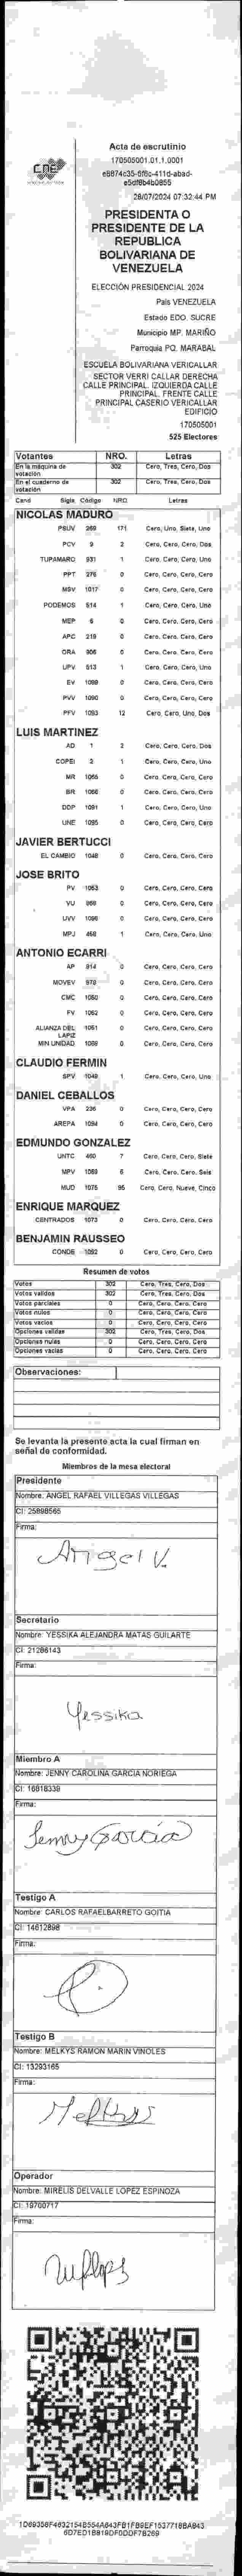 CNE
Acta de escrutinio
170505001.01.1.0001
28/07/2024 07:32:44 PM
PRESIDENTA O
PRESIDENTE DE LA
REPUBLICA
BOLIVARIANA DE
VENEZUELA
ELECCIÓN PRESIDENCIAL 2024
País VENEZUELA
Estado EDO. SUCRE
Municipio MP. MARIÑO
Parroquia PQ. MARABAL
ESCUELA BOLIVARIANA VERICALLAR
SECTOR VERRI CALLAR DERECHA
CALLE PRINCIPAL. IZQUIERDA CALLE
PRINCIPAL. FRENTE CALLE
PRINCIPAL CASERIO VERICALLAR
EDIFICIO
170505001
525 Electores
Votantes NRO. Letras
En la máquina de votación 302 Cero, Tres, Cero, Dos
En el cuaderno de votación 302 Cero, Tres, Cero, Dos
Cand Sigla Código NRO. Letras
NICOLAS MADURO
PSUV 269 171 Cero, Uno, Siete, Uno
PCV 9 2 Cero, Cero, Cero, Dos
TUPAMARO 931 1 Cero, Cero, Cero, Uno
PPT 276 0 Cero, Cero, Cero, Cero
MSV 1017 0 Cero, Cero, Cero, Cero
PODEMOS 514 1 Cero, Cero, Cero, Uno
MEP 6 0 Cero, Cero, Cero, Cero
APC 219 0 Cero, Cero, Cero, Cero
ORA 906 0 Cero, Cero, Cero, Cero
UPV 513 1 Cero, Cero, Cero, Uno
EV 1098 0 Cero, Cero, Cero, Cero
PVV 1090 0 Cero, Cero, Cero, Cero
PFV 1093 12 Cero, Cero, Uno, Dos
LUIS MARTINEZ
AD 1 2 Cero, Cero, Cero, Dos
COPEI 2 1 Cero, Cero, Cero, Uno
MR 1065 0 Cero, Cero, Cero, Cero
BR 1066 0 Cero, Cero, Cero, Cero
DDP 1091 1 Cero, Cero, Cero, Uno
UNE 1095 0 Cero, Cero, Cero, Cero
JAVIER BERTUCCI
EL CAMBIO 1048 0 Cero, Cero, Cero, Cero
JOSE BRITO
PV 1063 0 Cero, Cero, Cero, Cero
VU 968 0 Cero, Cero, Cero, Cero
UVV 1096 0 Cero, Cero, Cero, Cero
MPJ 458 1 Cero, Cero, Cero, Uno
ANTONIO ECARRI
AP 914 0 Cero, Cero, Cero, Cero
MOVEV 979 0 Cero, Cero, Cero, Cero
CMC 1050 0 Cero, Cero, Cero, Cero
FV 1062 0 Cero, Cero, Cero, Cero
ALIANZA DEL LAPIZ 1051 0 Cero, Cero, Cero, Cero
MIN UNIDAD 1069 0 Cero, Cero, Cero, Cero
CLAUDIO FERMIN
SPV 1049 1 Cero, Cero, Cero, Uno
DANIEL CEBALLOS
VPA 236 0 Cero, Cero, Cero, Cero
AREPA 1094 0 Cero, Cero, Cero, Cero
EDMUNDO GONZALEZ
UNTC 460 7 Cero, Cero, Cero, Siete
MPV 1069 6 Cero, Cero, Cero, Seis
MUD 1075 95 Cero, Cero, Nueve, Cinco
ENRIQUE MARQUEZ
CENTRADOS 1073 0 Cero, Cero, Cero, Cero
BENJAMIN RAUSSEO
CONDE 1092 0 Cero, Cero, Cero, Cero
Resumen de votos
Votos 302 Cero, Tres, Cero, Dos
Votos validos 302 Cero, Tres, Cero, Dos
Votos parciales 0 Cero, Cero, Cero, Cero
Votos nulos 0 Cero, Cero, Cero, Cero
Votos vacios 0 Cero, Cero, Cero, Cero
Opciones validas 302 Cero, Tres, Cero, Dos
Opciones nulas 0 Cero, Cero, Cero, Cero
Opciones vacias 0 Cero, Cero, Cero, Cero
Observaciones:
Se levanta la presente acta la cual firman en
señal de conformidad.
Miembros de la mesa electoral
Presidente
Nombre: ANGEL RAFAEL VILLEGAS VILLEGAS
CI: 25898565
Firma:
Angel V.
Secretario
Nombre: YESSIKA ALEJANDRA MATAS GUILARTE
CI: 21286143
Firma:
Yessika
Miembro A
Nombre: JENNY CAROLINA GARCIA NORIEGA
CI: 16818339
Firma:
Jenny García
Testigo A
Nombre: CARLOS RAFAELBARRETO GOITIA
CI: 14612898
Firma:
Testigo B
Nombre: MELKYS RAMON MARIN VINOLES
CI: 13293165
Firma:
Melkys
Operador
Nombre: MIRELIS DELVALLE LOPEZ ESPINOZA
CI: 19700717
Firma: